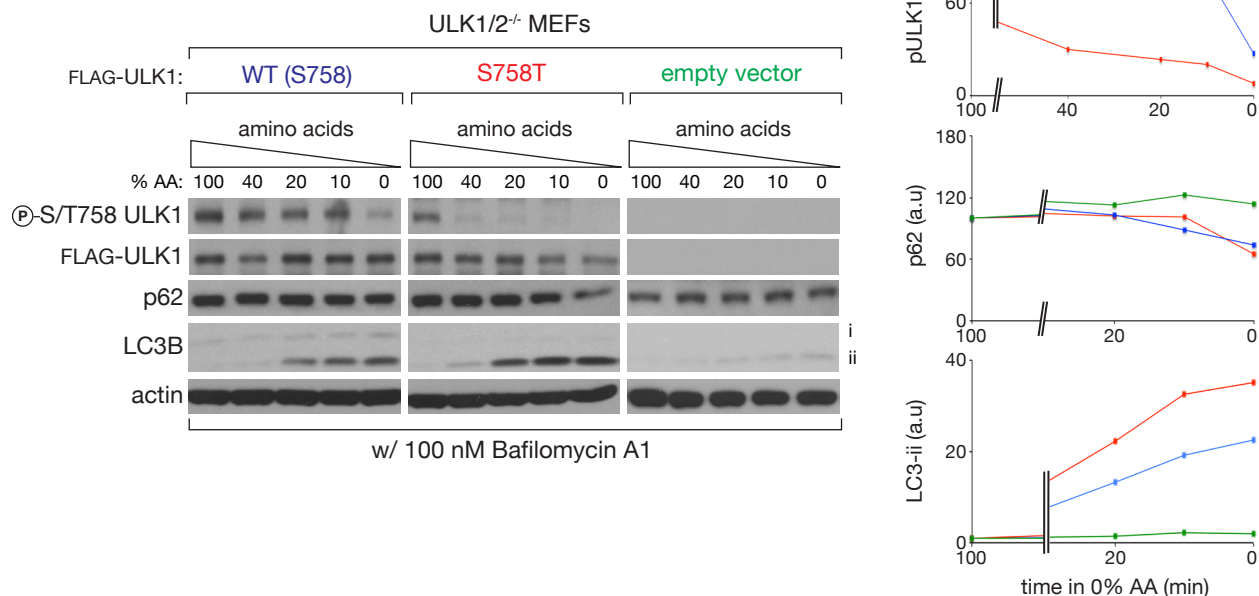 ULK1/2-/- MEFs
FLAG-ULK1: WT (S758) S758T empty vector
amino acids amino acids amino acids
% AA: 100 40 20 10 0 100 40 20 10 0 100 40 20 10 0
P-S/T758 ULK1
FLAG-ULK1
p62
LC3B i
ii
actin
w/ 100 nM Bafilomycin A1
pULK1
60
0
100 40 20 0
p62 (a.u)
180
120
60
0
100 20 0
LC3-ii (a.u)
40
20
0
100 20 0
time in 0% AA (min)